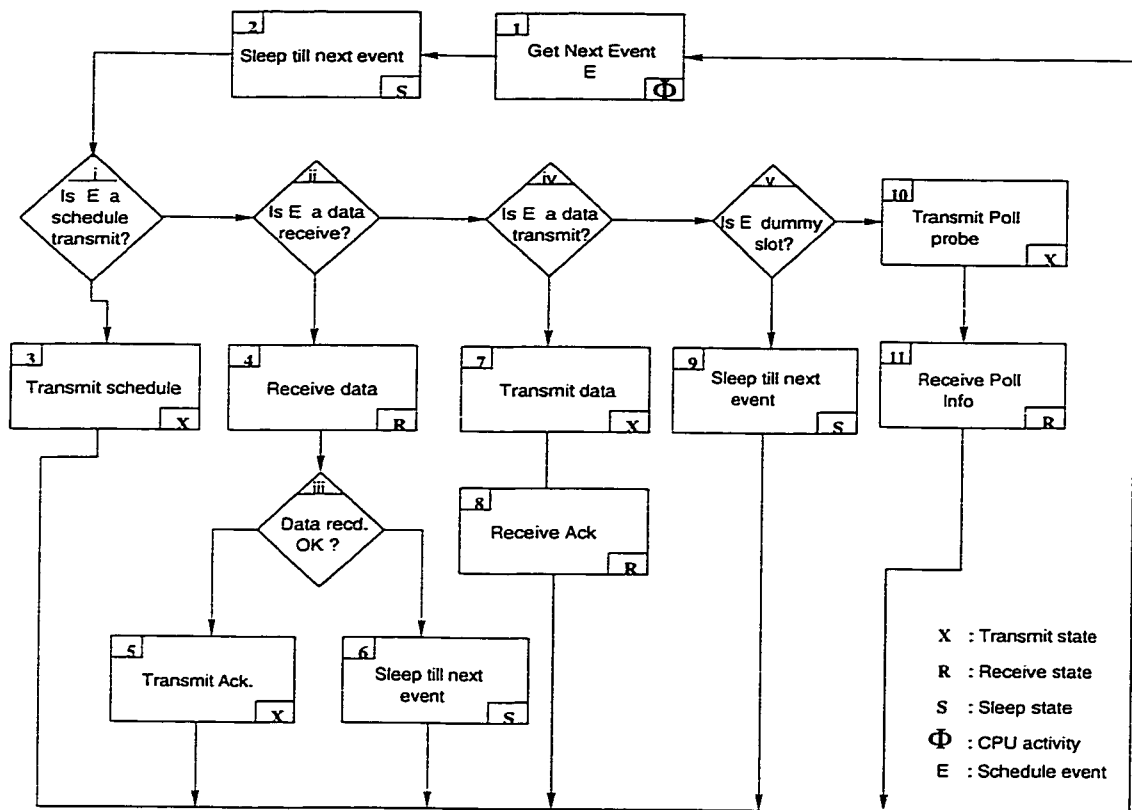 2
Sleep till next event
S
1
Get Next Event
E
Φ
i
Is E a
schedule
transmit?
ii
Is E a data
receive?
iv
Is E a data
transmit?
v
Is E dummy
slot?
10
Transmit Poll
probe
X
3
Transmit schedule
X
4
Receive data
R
7
Transmit data
X
9
Sleep till next
event
S
11
Receive Poll
Info
R
iii
Data recd.
OK ?
8
Receive Ack
R
5
Transmit Ack.
X
6
Sleep till next
event
S
X : Transmit state
R : Receive state
S : Sleep state
Φ : CPU activity
E : Schedule event